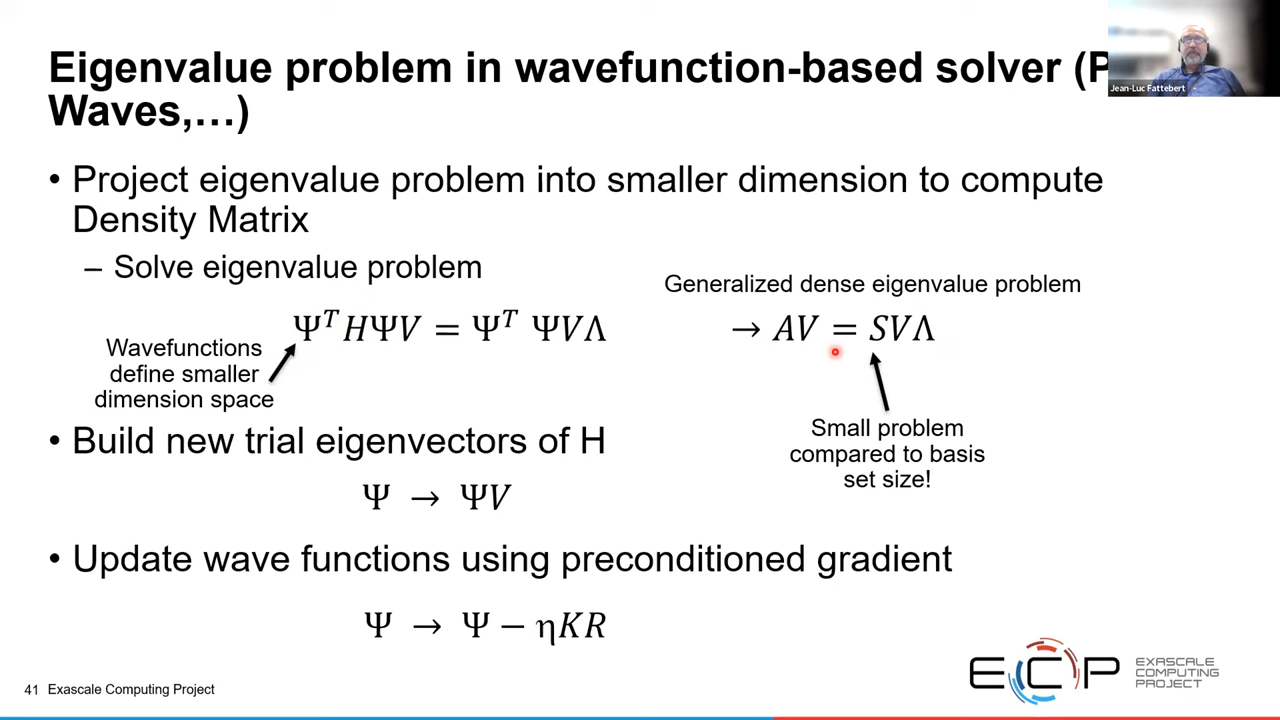 Eigenvalue problem in wavefunction-based solver (P
Waves,…)
Jean-Luc Fattebert
• Project eigenvalue problem into smaller dimension to compute
Density Matrix
– Solve eigenvalue problem
Generalized dense eigenvalue problem
Ψ^T HΨV = Ψ^T ΨVΛ
→ AV = SVΛ
Wavefunctions
define smaller
dimension space
Small problem
compared to basis
set size!
• Build new trial eigenvectors of H
Ψ → ΨV
• Update wave functions using preconditioned gradient
Ψ → Ψ − ηKR
41 Exascale Computing Project
ECP
EXASCALE
COMPUTING
PROJECT